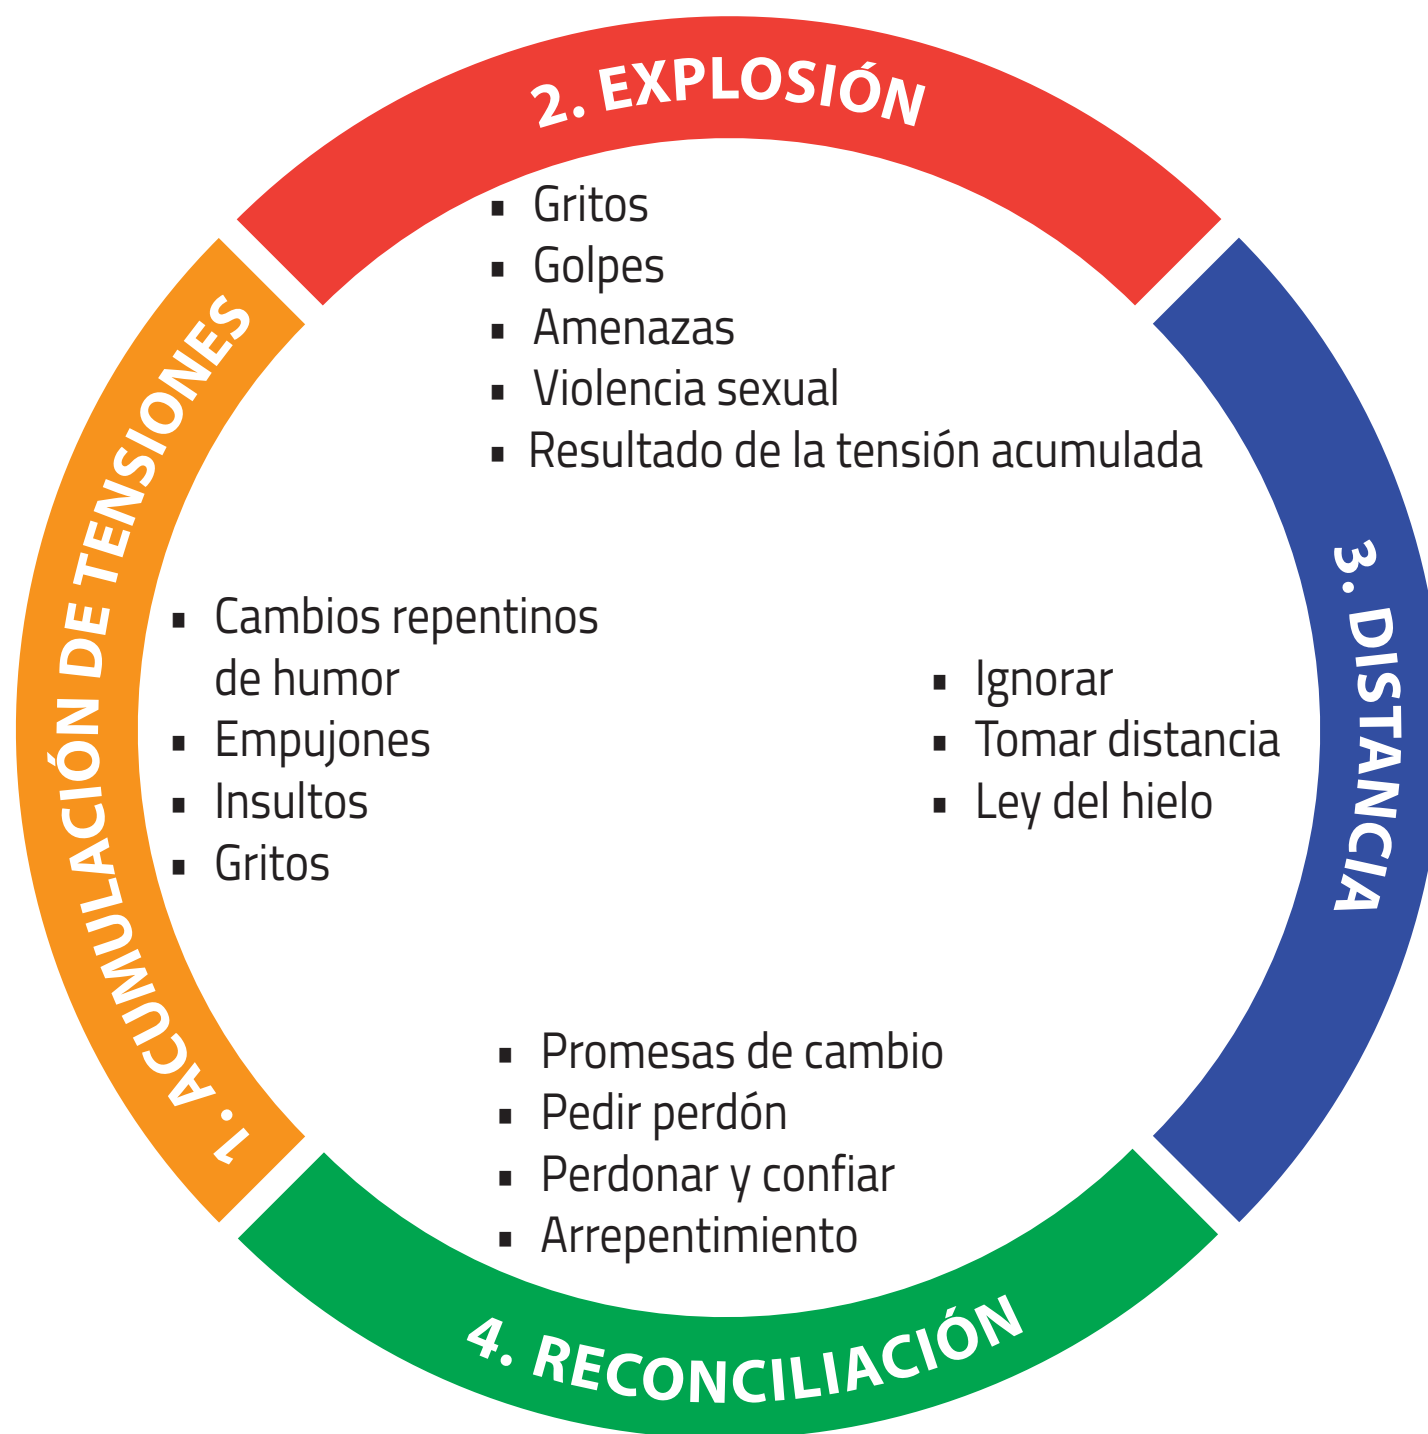 1. ACUMULACIÓN DE TENSIONES
▪ Cambios repentinos
de humor
▪ Empujones
▪ Insultos
▪ Gritos
2. EXPLOSIÓN
▪ Gritos
▪ Golpes
▪ Amenazas
▪ Violencia sexual
▪ Resultado de la tensión acumulada
3. DISTANCIA
▪ Ignorar
▪ Tomar distancia
▪ Ley del hielo
4. RECONCILIACIÓN
▪ Promesas de cambio
▪ Pedir perdón
▪ Perdonar y confiar
▪ Arrepentimiento